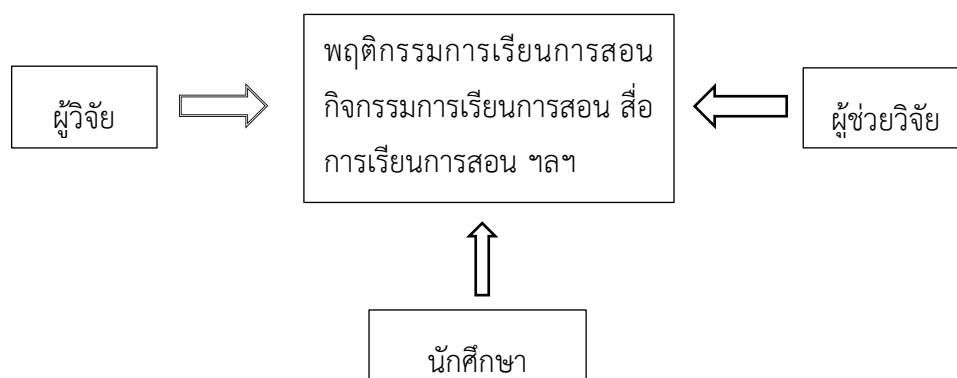 พฤติกรรมการเรียนการสอน
กิจกรรมการเรียนการสอน สื่อ
การเรียนการสอน ฯลฯ
ผู้วิจัย
ผู้ช่วยวิจัย
นักศึกษา